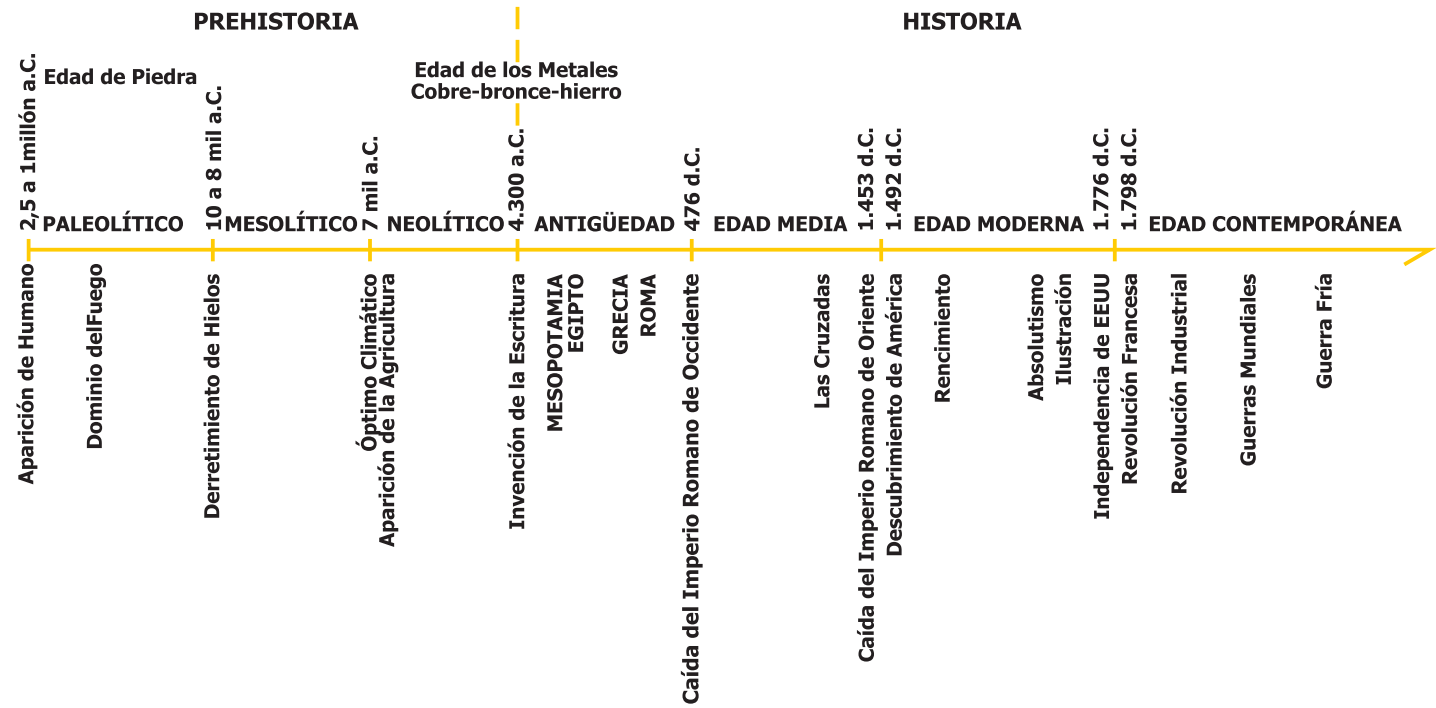 PREHISTORIA
HISTORIA
Edad de Piedra
Edad de los Metales
Cobre-bronce-hierro
2,5 a 1millón a.C.
10 a 8 mil a.C.
7 mil a.C.
4.300 a.C.
476 d.C.
1.453 d.C.
1.492 d.C.
1.776 d.C.
1.798 d.C.
PALEOLÍTICO
MESOLÍTICO
NEOLÍTICO
ANTIGÜEDAD
EDAD MEDIA
EDAD MODERNA
EDAD CONTEMPORÁNEA
Aparición de Humano
Dominio delFuego
Derretimiento de Hielos
Óptimo Climático
Aparición de la Agricultura
Invención de la Escritura
MESOPOTAMIA
EGIPTO
GRECIA
ROMA
Caída del Imperio Romano de Occidente
Las Cruzadas
Caída del Imperio Romano de Oriente
Descubrimiento de América
Rencimiento
Absolutismo
Ilustración
Independencia de EEUU
Revolución Francesa
Revolución Industrial
Guerras Mundiales
Guerra Fría